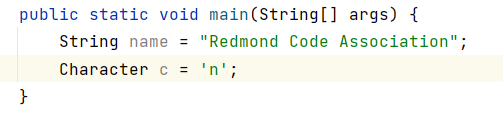 public static void main(String[] args) {
    String name = "Redmond Code Association";
    Character c = 'n';
}